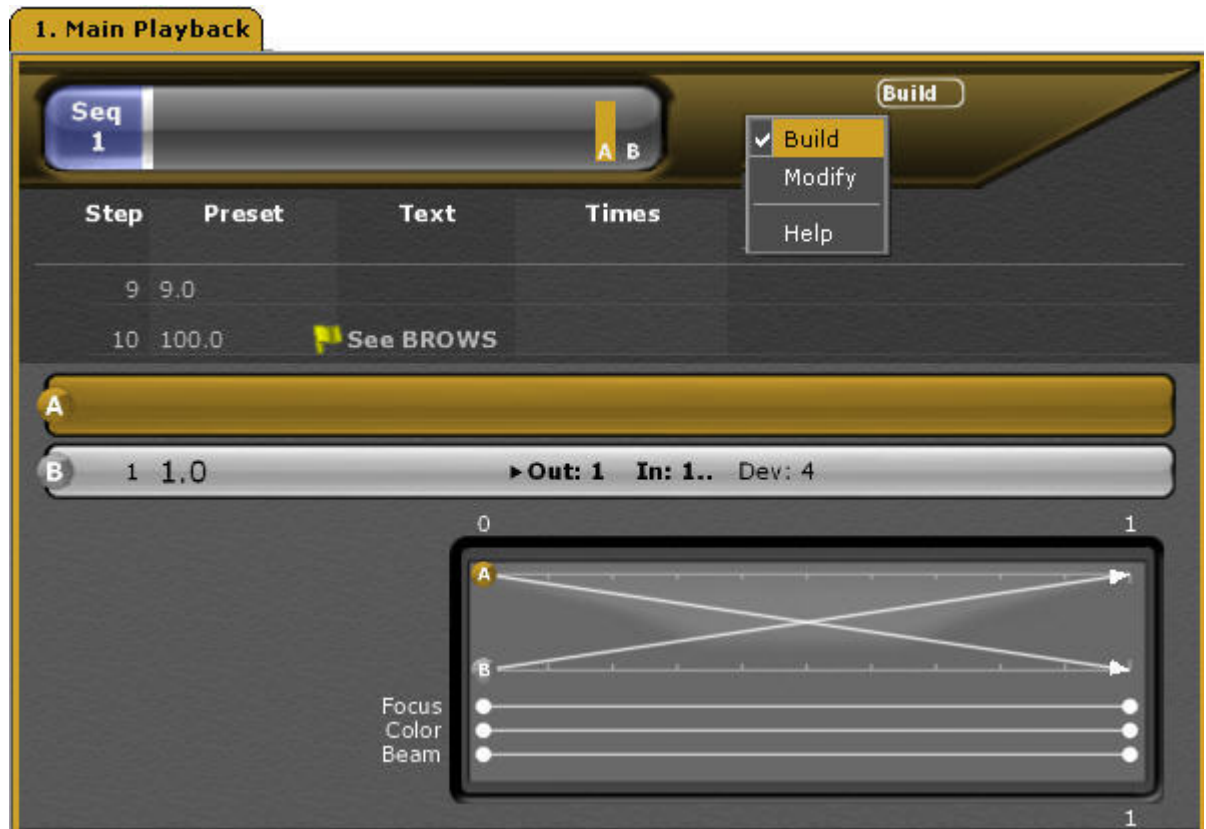 1. Main Playback
Seq
1
A B
Build
Build
Modify
Help
Step Preset Text Times
9 9.0
10 100.0 See BROWS
A
B 1 1.0 Out: 1 In: 1.. Dev: 4
0 1
A
B
Focus
Color
Beam
1